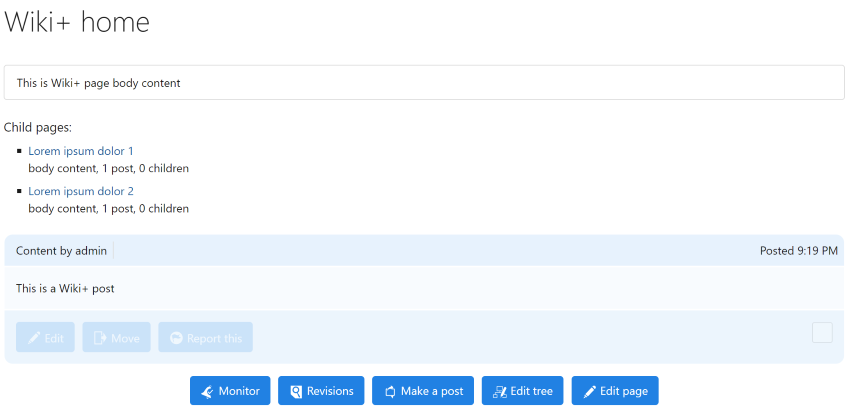 Wiki+ home
This is Wiki+ page body content
Child pages:
Lorem ipsum dolor 1
body content, 1 post, 0 children
Lorem ipsum dolor 2
body content, 1 post, 0 children
Content by admin Posted 9:19 PM
This is a Wiki+ post
Edit Move Report this
Monitor Revisions Make a post Edit tree Edit page